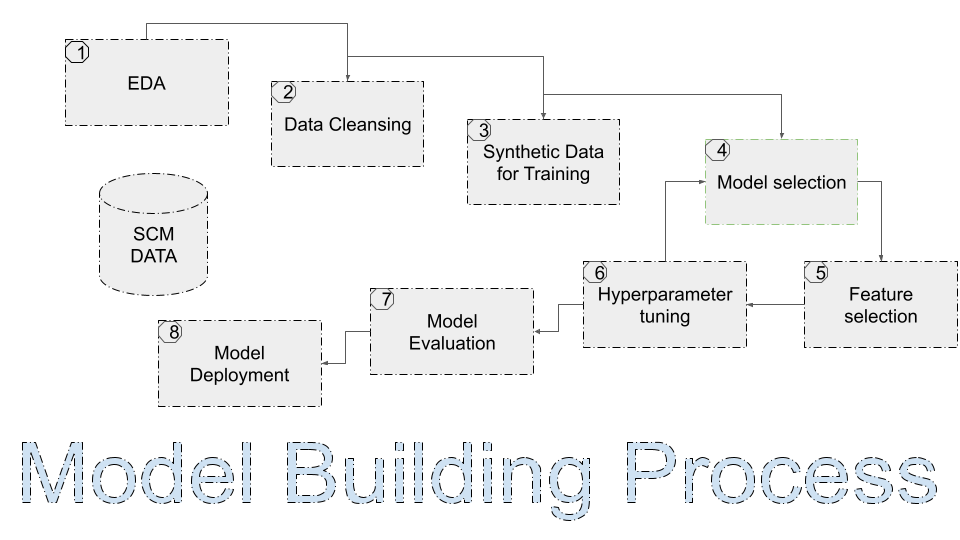 1
EDA
2
Data Cleansing
3
Synthetic Data
for Training
4
Model selection
SCM
DATA
5
Feature
selection
6
Hyperparameter
tuning
7
Model
Evaluation
8
Model
Deployment
Model Building Process